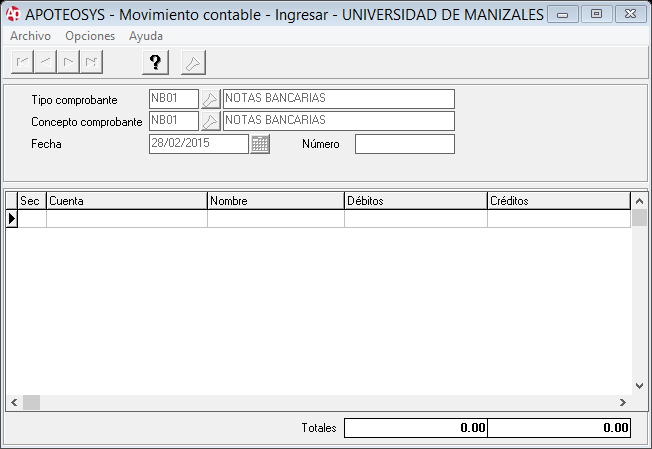 APOTEOSYS - Movimiento contable - Ingresar - UNIVERSIDAD DE MANIZALES
Archivo Opciones Ayuda
?
Tipo comprobante NB01 NOTAS BANCARIAS
Concepto comprobante NB01 NOTAS BANCARIAS
Fecha 28/02/2015 Número
Sec Cuenta Nombre Débitos Créditos
Totales 0.00 0.00